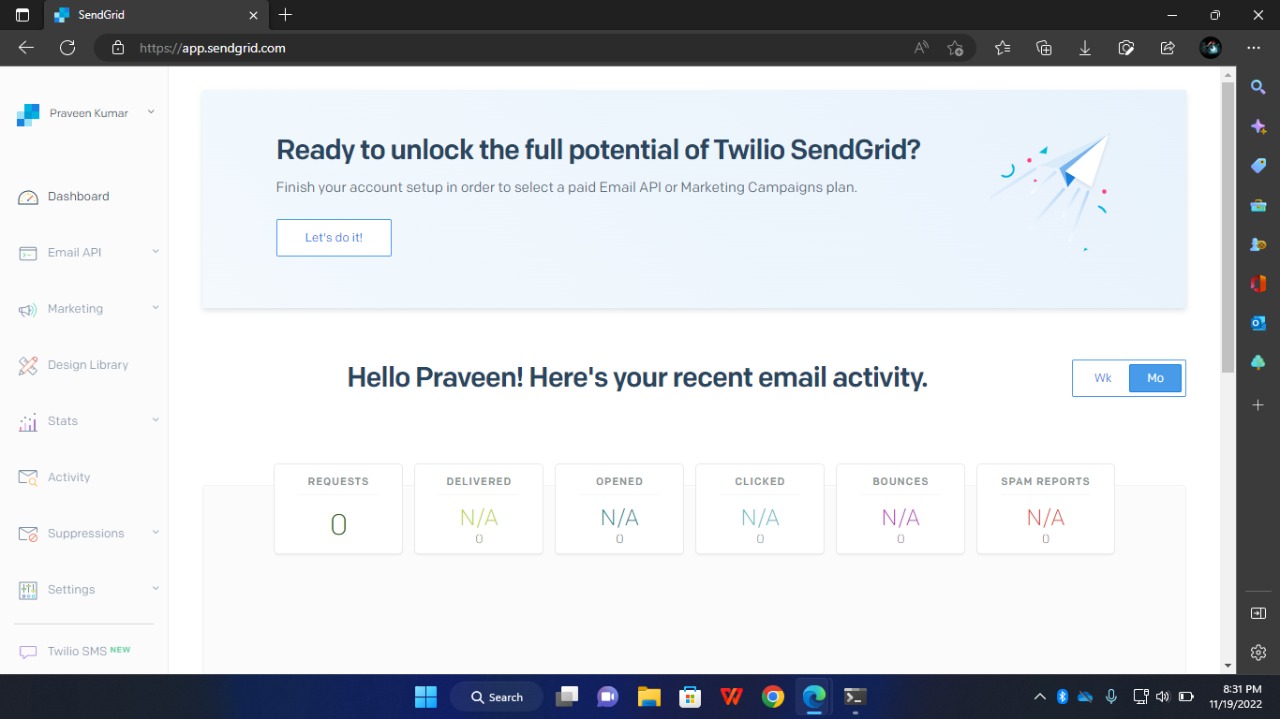 SendGrid
https://app.sendgrid.com
Praveen Kumar
Ready to unlock the full potential of Twilio SendGrid?
Finish your account setup in order to select a paid Email API or Marketing Campaigns plan.
Let's do it!
Dashboard
Email API
Marketing
Design Library
Stats
Activity
Suppressions
Settings
Twilio SMS NEW
Hello Praveen! Here's your recent email activity.
Wk Mo
REQUESTS DELIVERED OPENED CLICKED BOUNCES SPAM REPORTS
0 N/A N/A N/A N/A N/A
0 0 0 0 0
Search
8:31 PM
11/19/2022